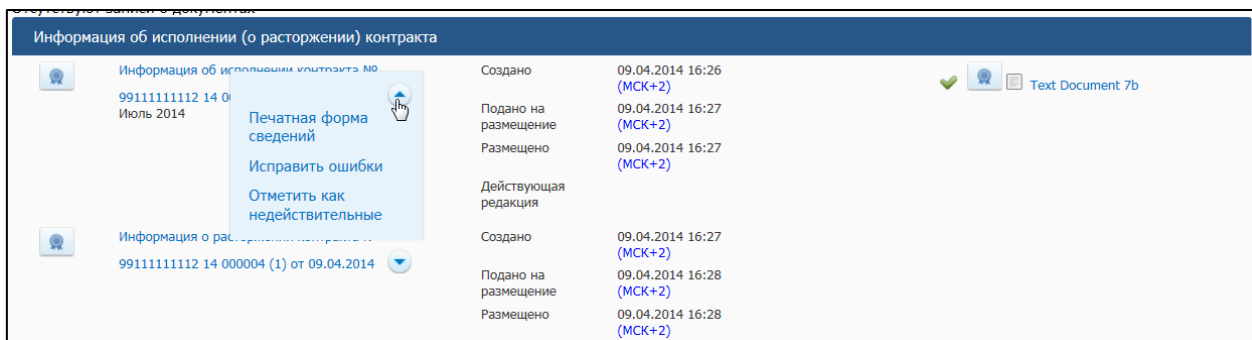 Отсутствуют записи о документах
Информация об исполнении (о расторжении) контракта
Информация об исполнении контракта №
99111111112 14 0
Июль 2014
Печатная форма
сведений
Исправить ошибки
Отметить как
недействительные
Создано
09.04.2014 16:26
(МСК+2)
Подано на
размещение
09.04.2014 16:27
(МСК+2)
Размещено
09.04.2014 16:27
(МСК+2)
Действующая
редакция
Text Document 7b
Информация о расторжении контракта №
99111111112 14 000004 (1) от 09.04.2014
Создано
09.04.2014 16:27
(МСК+2)
Подано на
размещение
09.04.2014 16:28
(МСК+2)
Размещено
09.04.2014 16:28
(МСК+2)